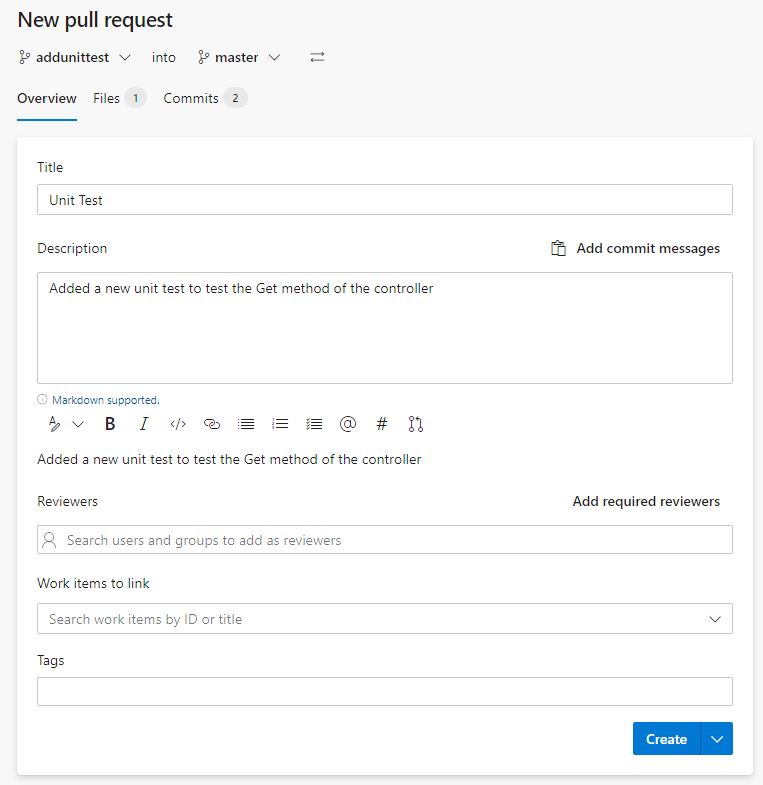 New pull request
addunittest into master
Overview Files 1 Commits 2
Title
Unit Test
Description Add commit messages
Added a new unit test to test the Get method of the controller
Markdown supported.
B I </> @ #
Added a new unit test to test the Get method of the controller
Reviewers Add required reviewers
Search users and groups to add as reviewers
Work items to link
Search work items by ID or title
Tags
Create